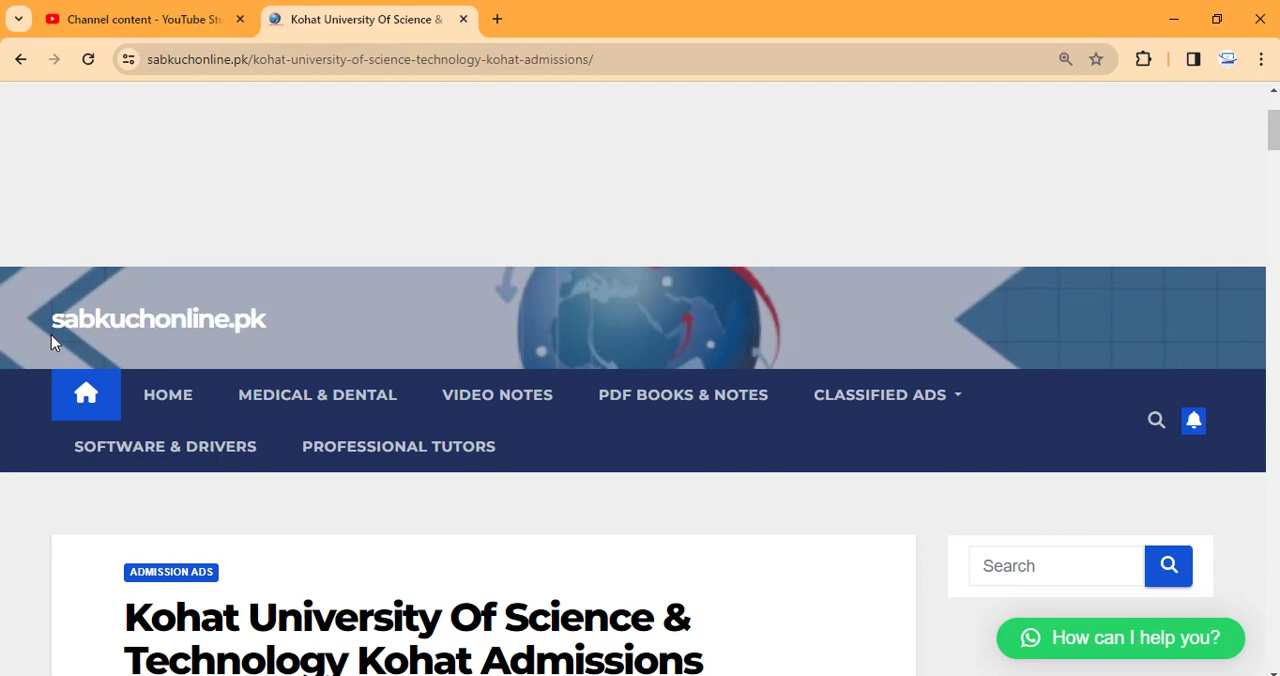 Channel content - YouTube Stu
Kohat University Of Science &
sabkuchonline.pk/kohat-university-of-science-technology-kohat-admissions/
sabkuchonline.pk
HOME
MEDICAL & DENTAL
VIDEO NOTES
PDF BOOKS & NOTES
CLASSIFIED ADS
SOFTWARE & DRIVERS
PROFESSIONAL TUTORS
ADMISSION ADS
Kohat University Of Science &
Technology Kohat Admissions
Search
How can I help you?